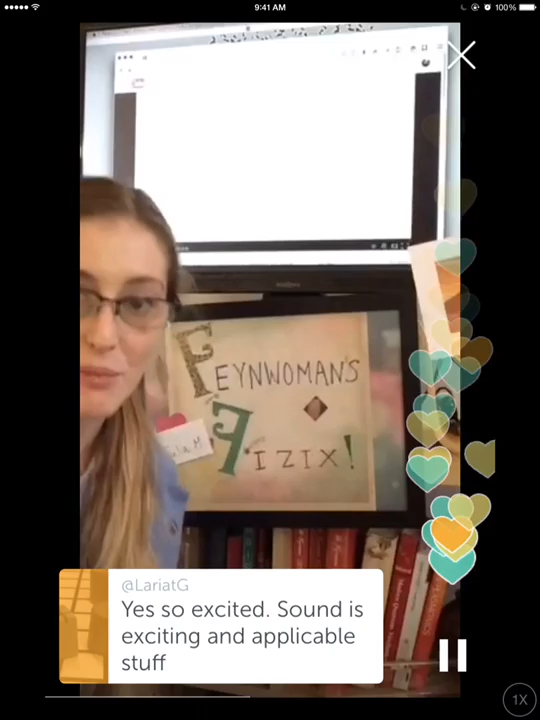 9:41 AM
100%
FEYNWOMAN'S
FIZIX!
@LariatG
Yes so excited. Sound is
exciting and applicable
stuff
1X